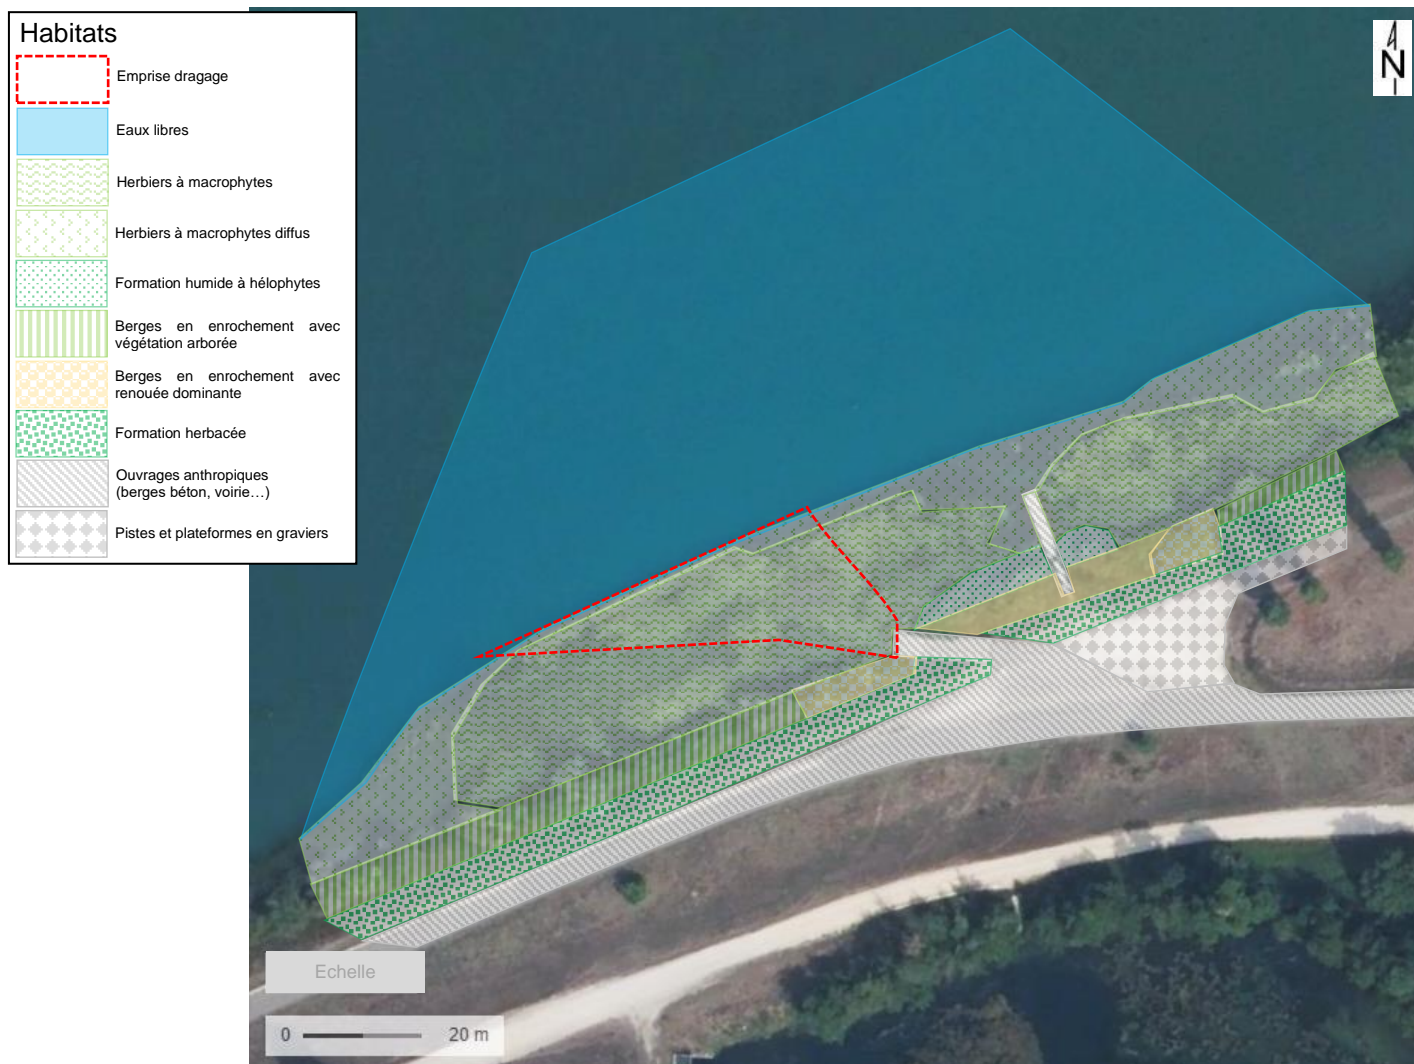 Habitats
Emprise dragage
Eaux libres
Herbiers à macrophytes
Herbiers à macrophytes diffus
Formation humide à hélophytes
Berges en enrochement avec
végétation arborée
Berges en enrochement avec
renouée dominante
Formation herbacée
Ouvrages anthropiques
(berges béton, voirie…)
Pistes et plateformes en graviers
N
Echelle
0 20 m